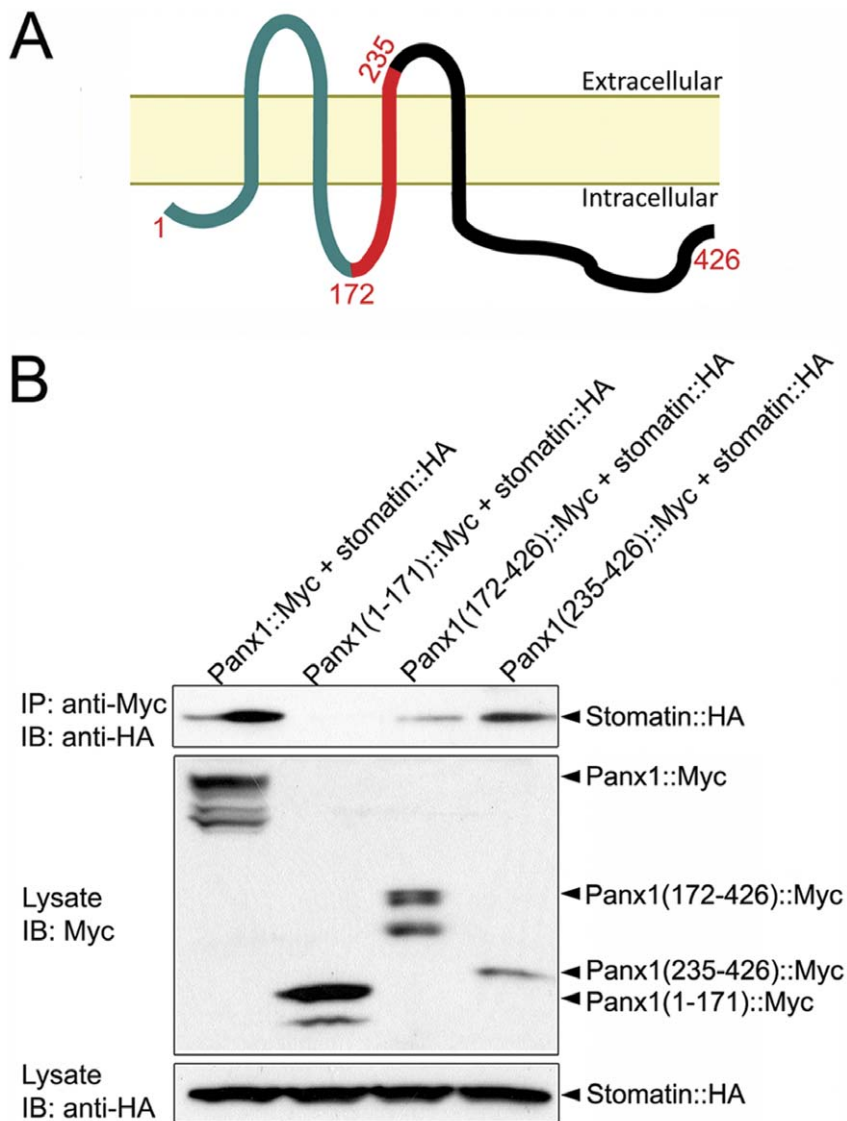 A
235
Extracellular
Intracellular
1
172
426
B
Panx1::Myc + stomatin::HA
Panx1(1-171)::Myc + stomatin::HA
Panx1(172-426)::Myc + stomatin::HA
Panx1(235-426)::Myc + stomatin::HA
IP: anti-Myc
IB: anti-HA
Stomatin::HA
Panx1::Myc
Lysate
IB: Myc
Panx1(172-426)::Myc
Panx1(235-426)::Myc
Panx1(1-171)::Myc
Lysate
IB: anti-HA
Stomatin::HA